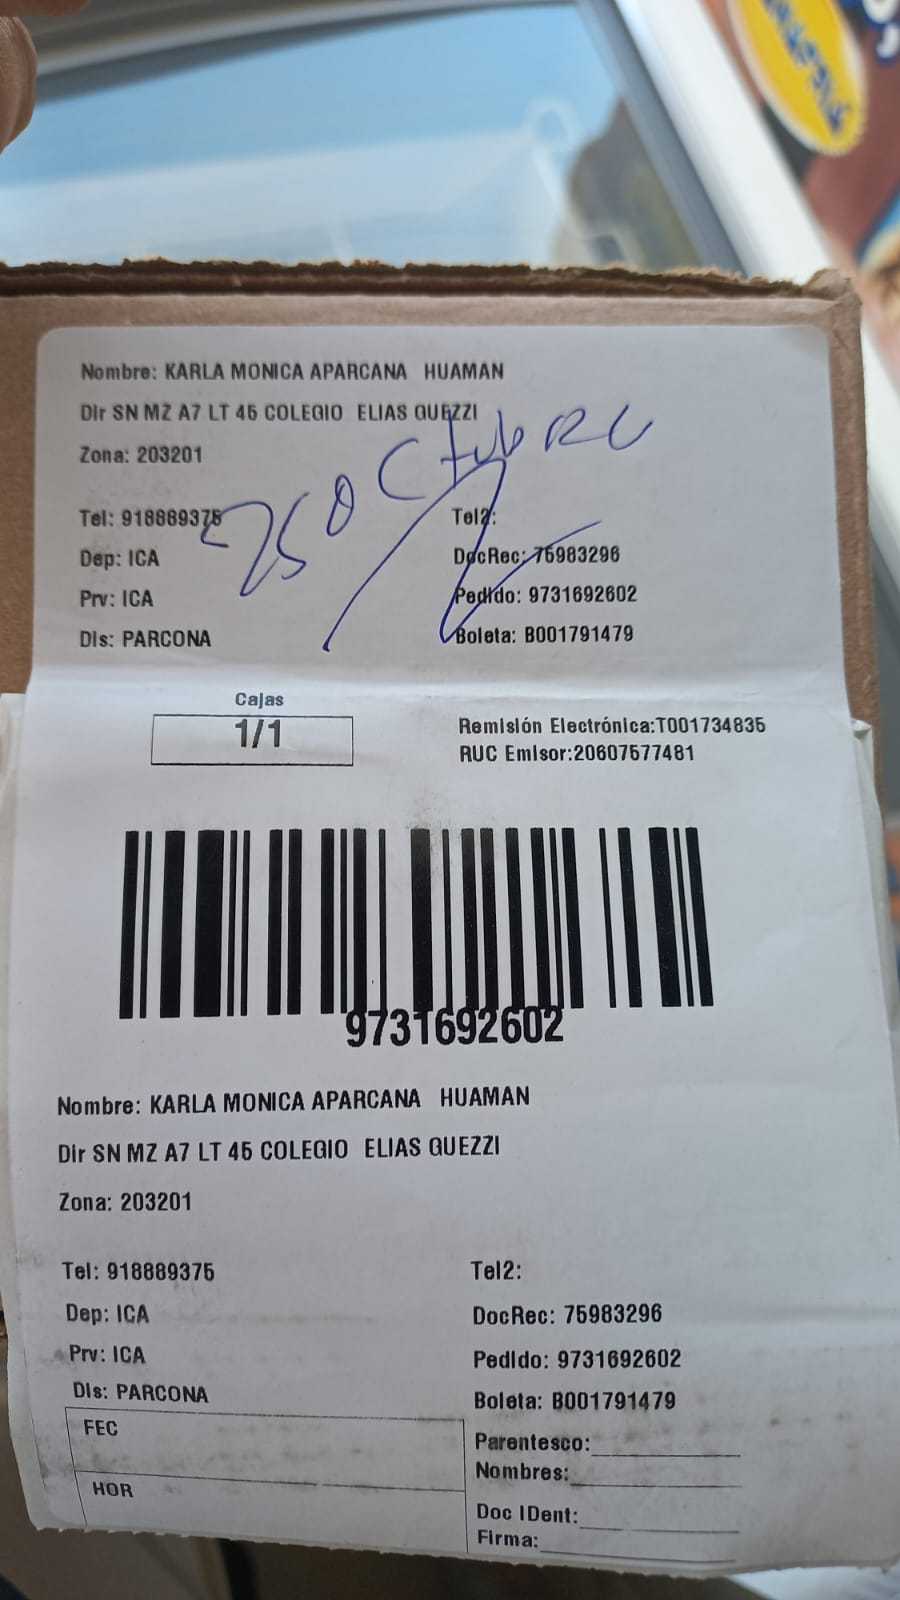 Nombre: KARLA MONICA APARCANA HUAMAN
Dir SN MZ A7 LT 45 COLEGIO ELIAS GUEZZI
Zona: 203201
Octubre
Tel: 918889375 Tel2:
Dep: ICA DocRec: 75983296
Prv: ICA Pedido: 9731692602
Dis: PARCONA Boleta: B001791479
Cajas
1/1
Remisión Electrónica:T001734835
RUC Emisor:20607577481
9731692602
Nombre: KARLA MONICA APARCANA HUAMAN
Dir SN MZ A7 LT 45 COLEGIO ELIAS GUEZZI
Zona: 203201
Tel: 918889375 Tel2:
Dep: ICA DocRec: 75983296
Prv: ICA Pedido: 9731692602
Dis: PARCONA Boleta: B001791479
FEC Parentesco:
Nombres:
HOR Doc IDent:
Firma: